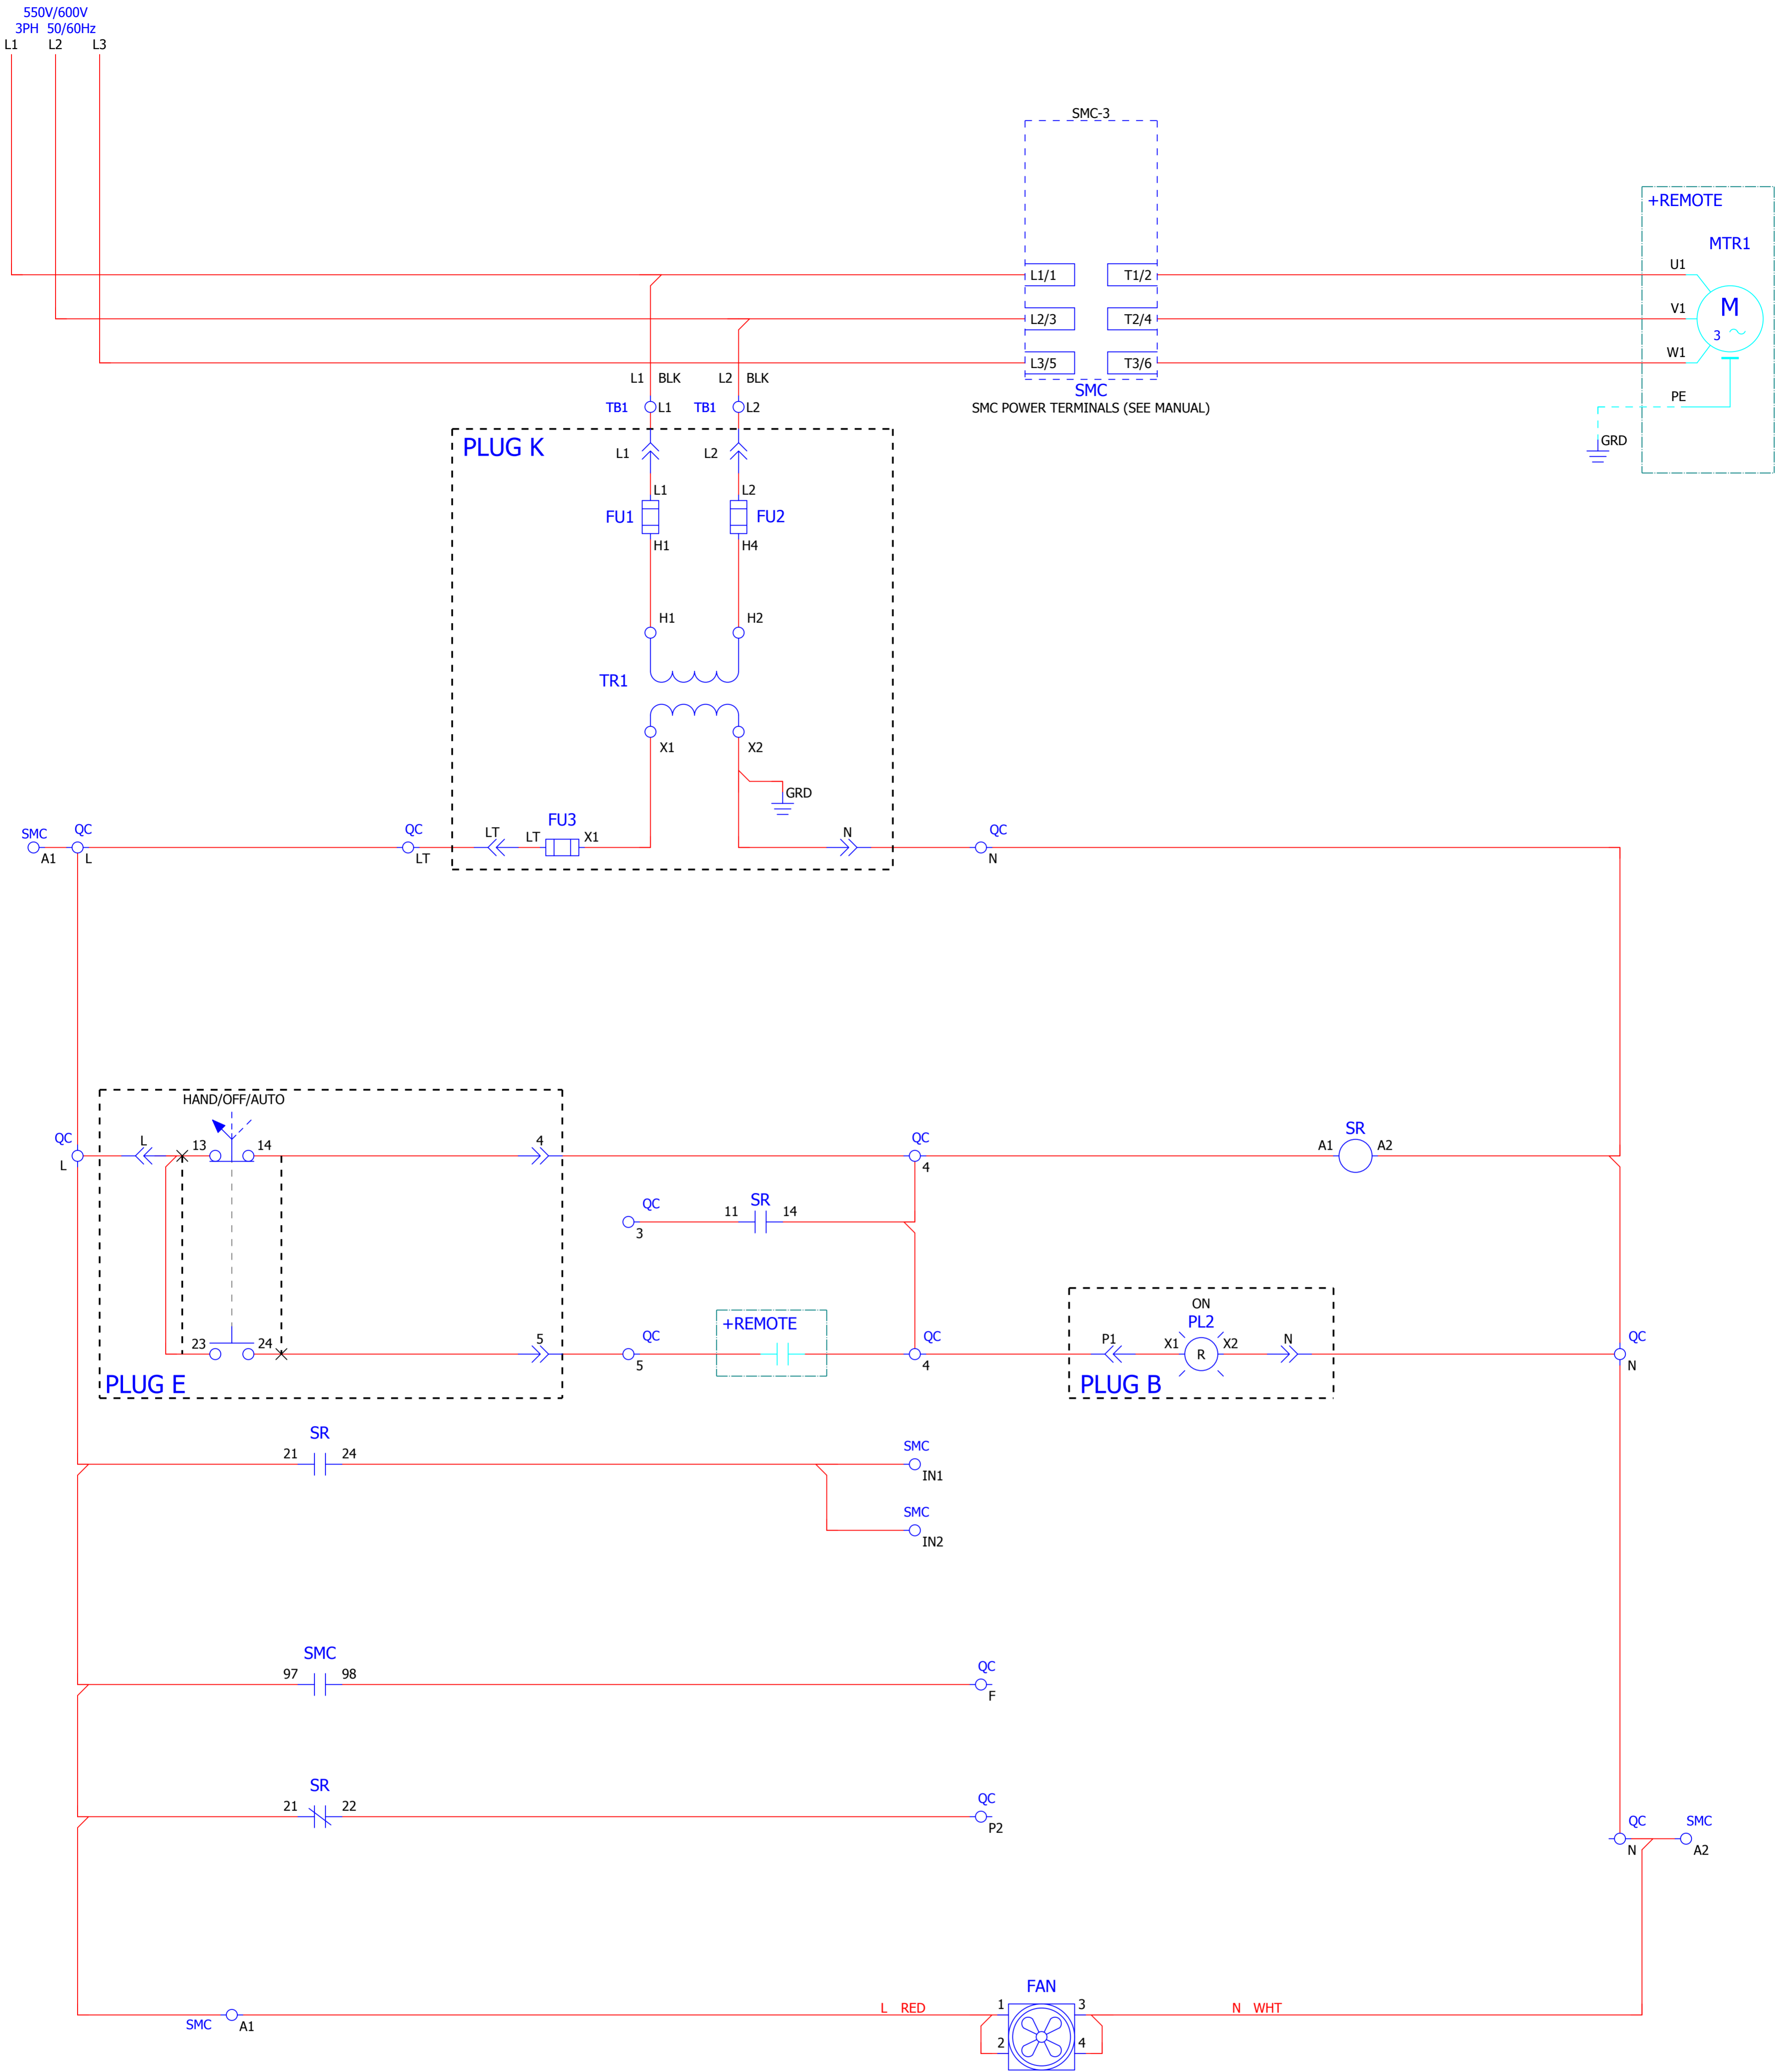 550V/600V
3PH 50/60Hz
L1 L2 L3
SMC-3
+REMOTE
MTR1
L1/1 T1/2 U1
L2/3 T2/4 V1 M
3
L3/5 T3/6 W1
L1 BLK L2 BLK SMC
TB1 L1 TB1 L2 SMC POWER TERMINALS (SEE MANUAL) PE
PLUG K L1 L2 GRD
L1 L2
FU1 FU2
H1 H4
H1 H2
TR1
X1 X2
GRD
FU3
SMC QC QC LT LT X1 N QC
A1 L LT N
HAND/OFF/AUTO
QC L 13 14 4 QC SR
L 4 A1 A2
QC 11 SR 14
3
ON
+REMOTE PL2
23 24 5 QC QC P1 X1 R X2 N QC
5 4 N
PLUG E PLUG B
SR
21 24 SMC
IN1
SMC
IN2
SMC
97 98 QC
F
SR
21 22 QC
P2
QC SMC
N A2
FAN
L RED 1 3 N WHT
SMC A1
2 4